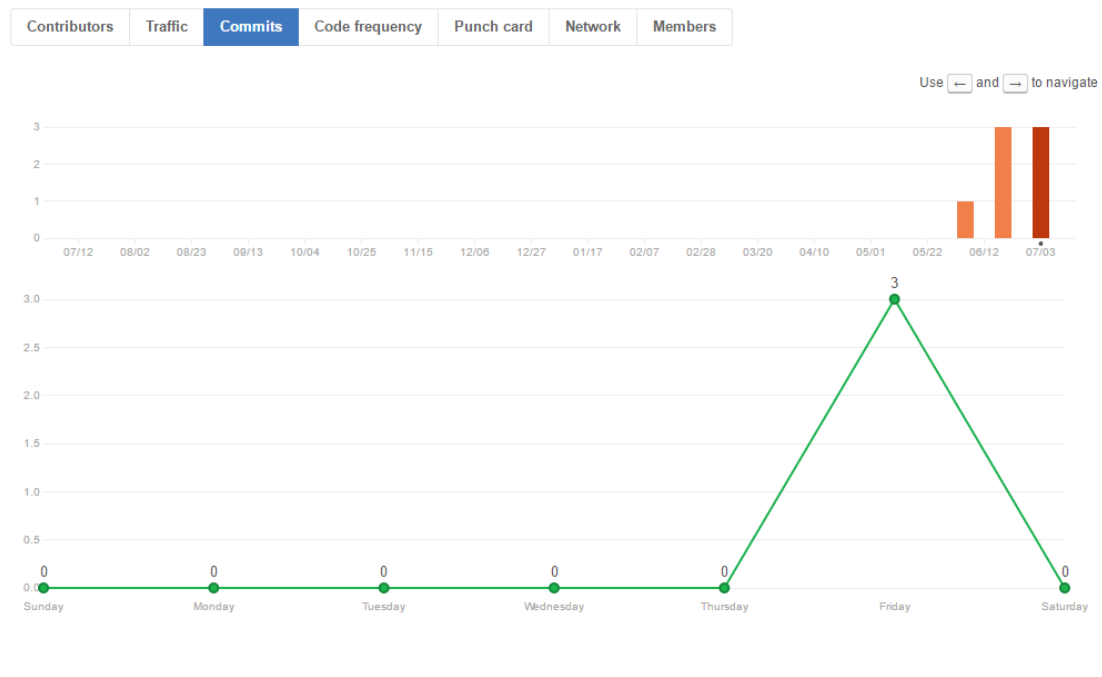 Contributors Traffic Commits Code frequency Punch card Network Members
Use ← and → to navigate
3
2
1
0
07/12 08/02 08/23 09/13 10/04 10/25 11/15 12/06 12/27 01/17 02/07 02/28 03/20 04/10 05/01 05/22 06/12 07/03
3
3.0
2.5
2.0
1.5
1.0
0.5
0 0 0 0 0 0
0.0
Sunday Monday Tuesday Wednesday Thursday Friday Saturday